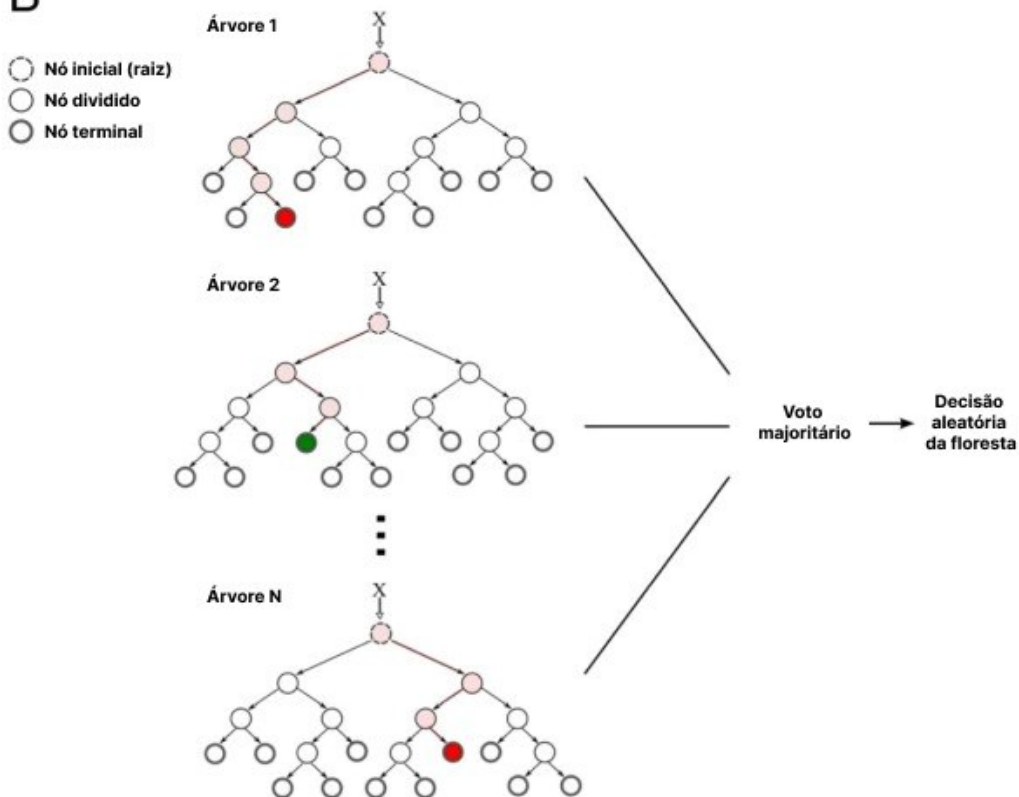 B
Árvore 1
X
Nó inicial (raiz)
Nó dividido
Nó terminal
Árvore 2
X
Voto
majoritário
Decisão
aleatória
da floresta
Árvore N
X